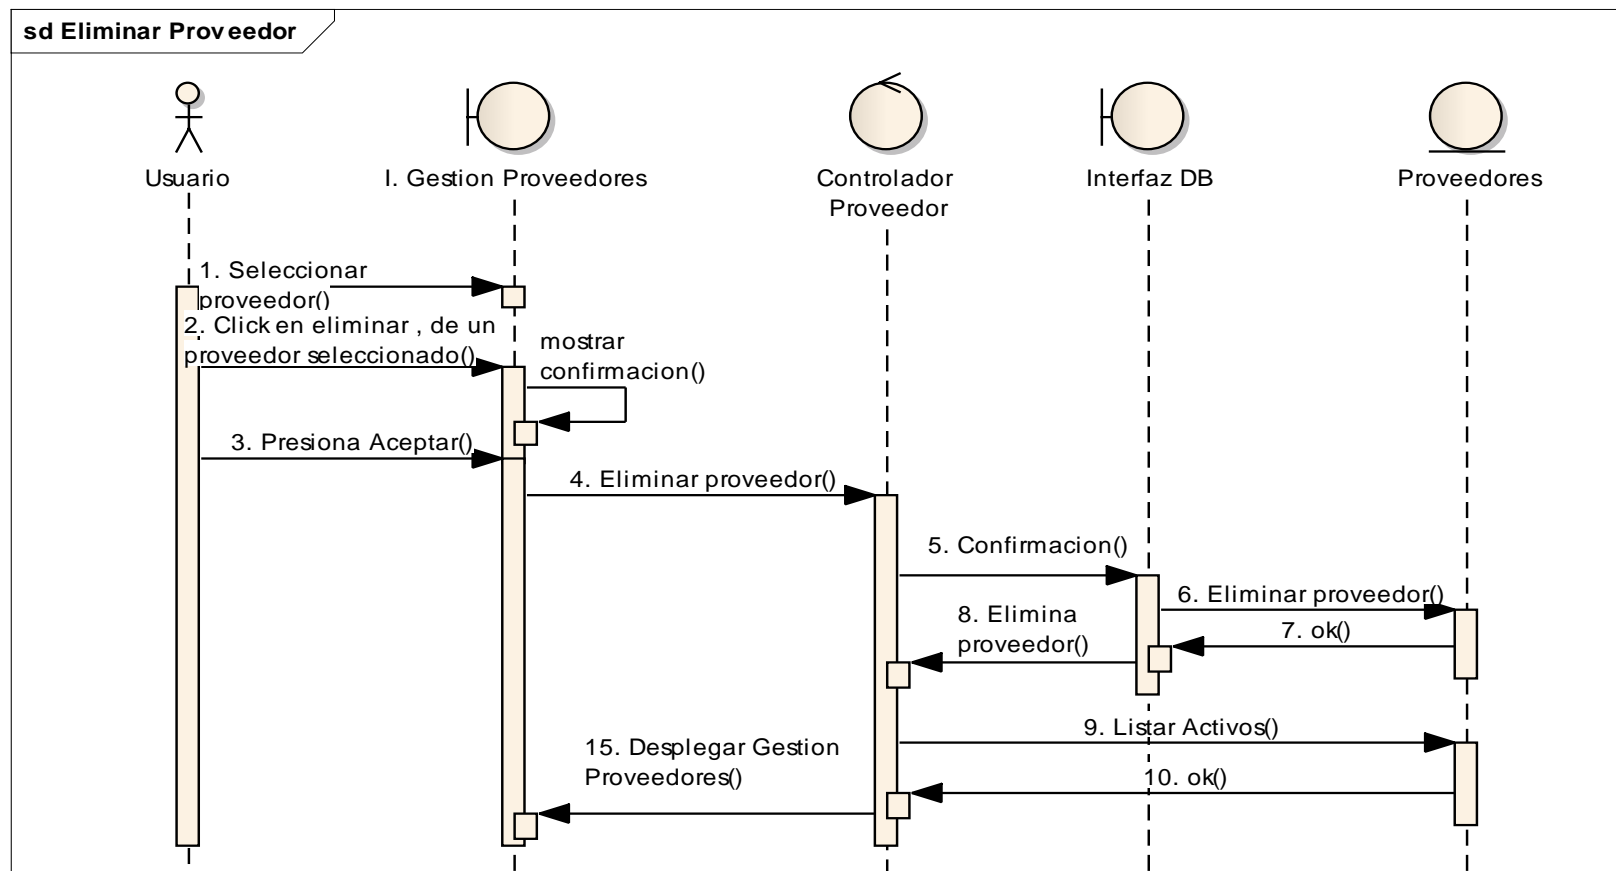 sd Eliminar Proveedor
Usuario
I. Gestion Proveedores
Controlador
Proveedor
Interfaz DB
Proveedores
1. Seleccionar
proveedor()
2. Click en eliminar , de un
proveedor seleccionado()
mostrar
confirmacion()
3. Presiona Aceptar()
4. Eliminar proveedor()
5. Confirmacion()
6. Eliminar proveedor()
7. ok()
8. Elimina
proveedor()
9. Listar Activos()
10. ok()
15. Desplegar Gestion
Proveedores()